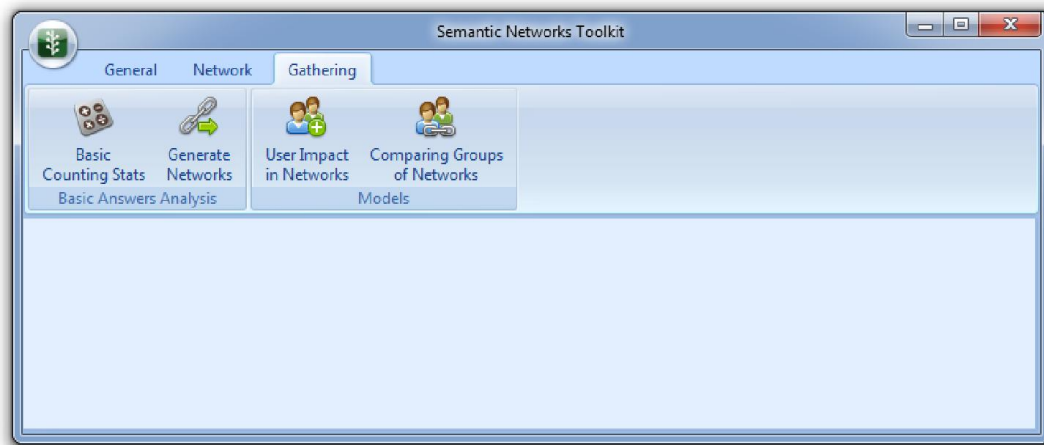 Semantic Networks Toolkit
General Network Gathering
Basic
Counting Stats
Generate
Networks
User Impact
in Networks
Comparing Groups
of Networks
Basic Answers Analysis
Models